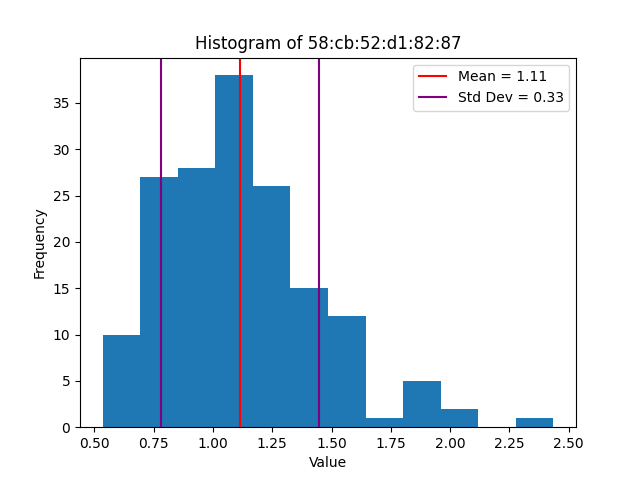 Histogram of 58:cb:52:d1:82:87
Mean = 1.11
Std Dev = 0.33
Frequency
35
30
25
20
15
10
5
0
0.50 0.75 1.00 1.25 1.50 1.75 2.00 2.25 2.50
Value